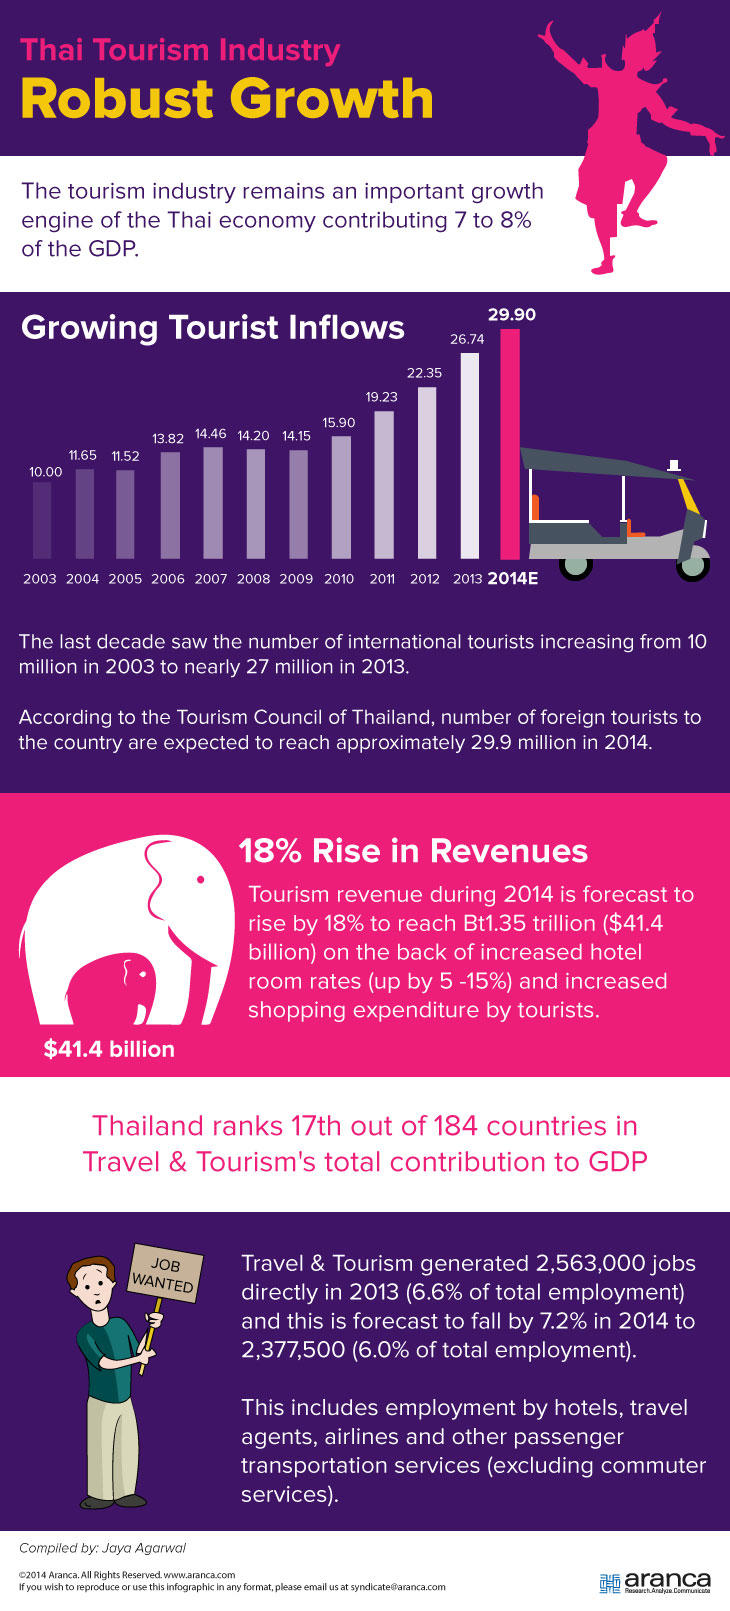 Thai Tourism Industry
Robust Growth
The tourism industry remains an important growth
engine of the Thai economy contributing 7 to 8%
of the GDP.
Growing Tourist Inflows
10.00 11.65 11.52 13.82 14.46 14.20 14.15 15.90 19.23 22.35 26.74 29.90
2003 2004 2005 2006 2007 2008 2009 2010 2011 2012 2013 2014E
The last decade saw the number of international tourists increasing from 10
million in 2003 to nearly 27 million in 2013.
According to the Tourism Council of Thailand, number of foreign tourists to
the country are expected to reach approximately 29.9 million in 2014.
18% Rise in Revenues
Tourism revenue during 2014 is forecast to
rise by 18% to reach Bt1.35 trillion ($41.4
billion) on the back of increased hotel
room rates (up by 5 -15%) and increased
shopping expenditure by tourists.
$41.4 billion
Thailand ranks 17th out of 184 countries in
Travel & Tourism's total contribution to GDP
JOB
WANTED
Travel & Tourism generated 2,563,000 jobs
directly in 2013 (6.6% of total employment)
and this is forecast to fall by 7.2% in 2014 to
2,377,500 (6.0% of total employment).
This includes employment by hotels, travel
agents, airlines and other passenger
transportation services (excluding commuter
services).
Compiled by: Jaya Agarwal
©2014 Aranca. All Rights Reserved. www.aranca.com
If you wish to reproduce or use this infographic in any format, please email us at syndicate@aranca.com
aranca
Research.Analyze.Communicate